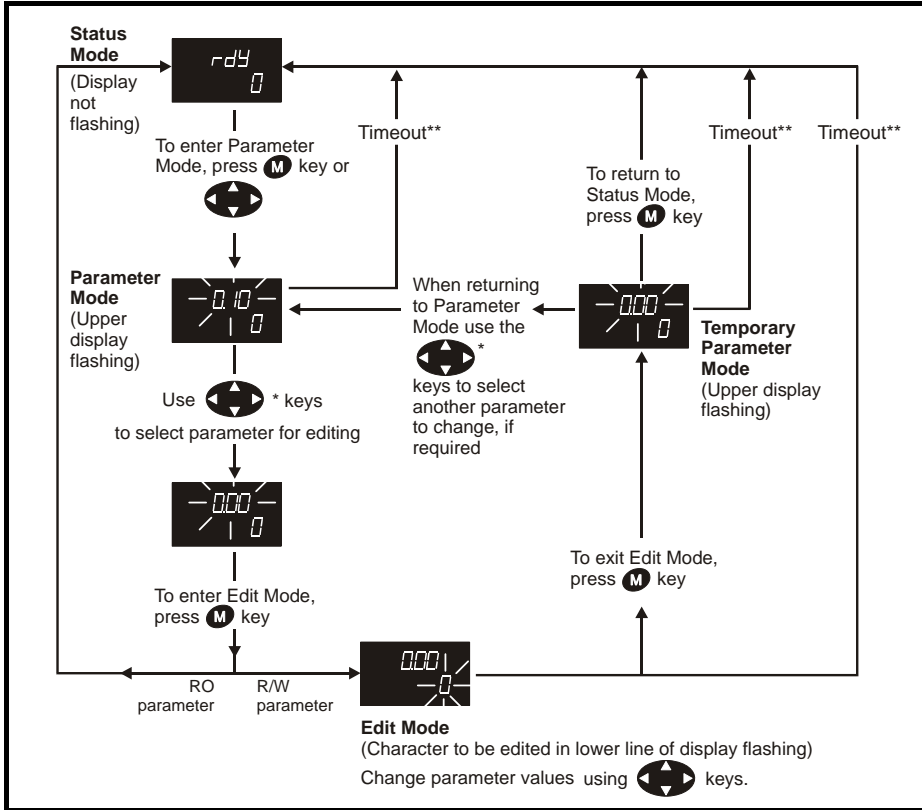 Status
Mode
(Display
not
flashing)
rdY
0
To enter Parameter
Mode, press M key or
Timeout**
To return to
Status Mode,
press M key
Timeout**
Timeout**
Parameter
Mode
(Upper
display
flashing)
0.10
0
When returning
to Parameter
Mode use the
*
keys to select
another parameter
to change, if
required
0.00
0
Temporary
Parameter
Mode
(Upper display
flashing)
Use * keys
to select parameter for editing
0.00
0
To enter Edit Mode,
press M key
To exit Edit Mode,
press M key
RO
parameter
R/W
parameter
0.00
0
Edit Mode
(Character to be edited in lower line of display flashing)
Change parameter values using keys.